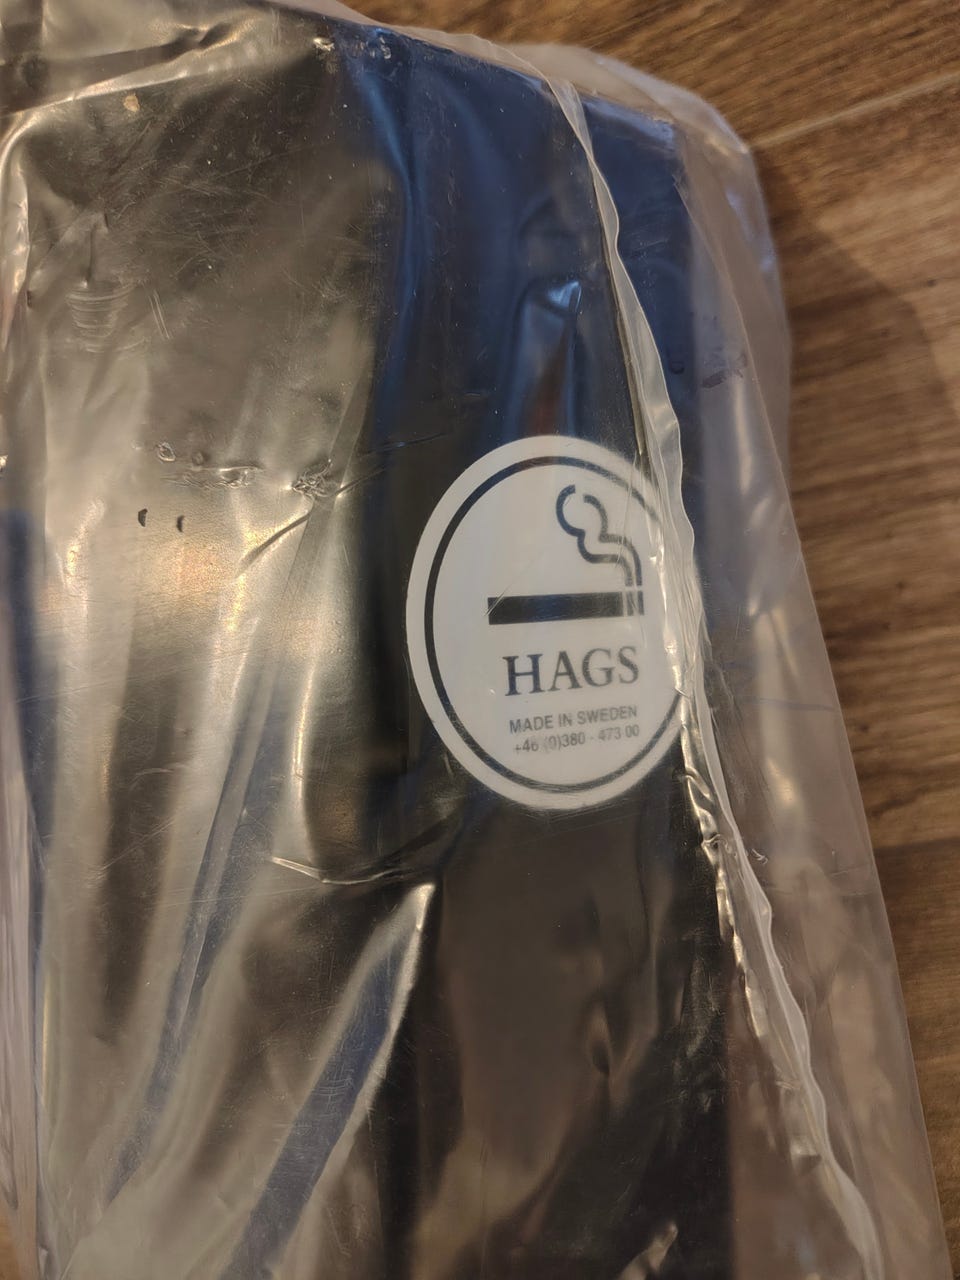 HAGS
MADE IN SWEDEN
+46 (0)380 - 473 00